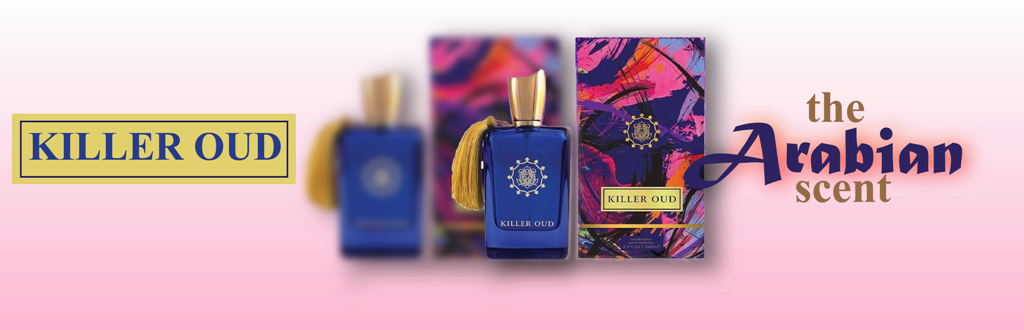 KILLER OUD
KILLER OUD
KILLER OUD
the
Arabian
scent